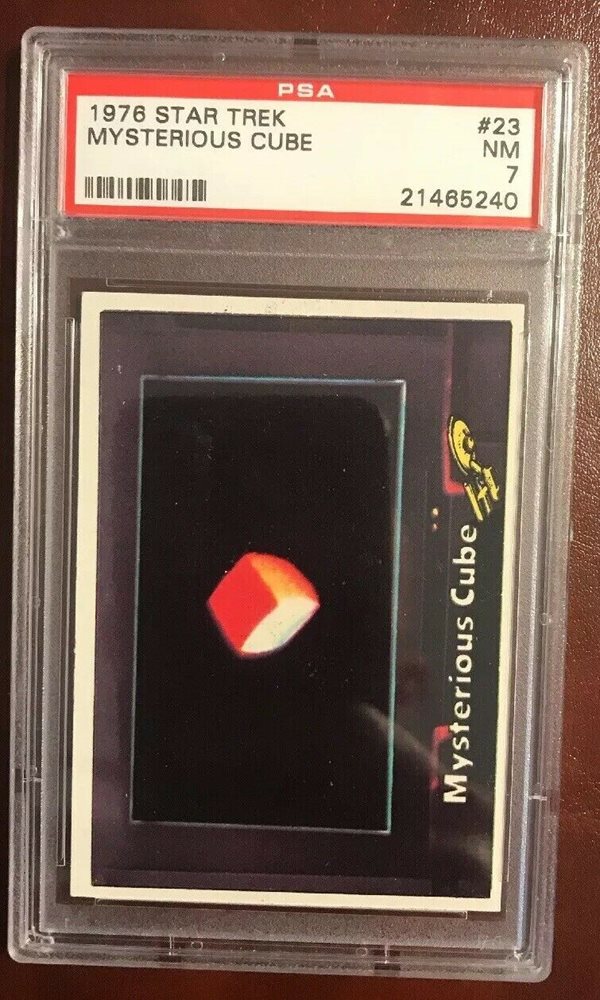 PSA
1976 STAR TREK #23
MYSTERIOUS CUBE NM
7
21465240
Mysterious Cube